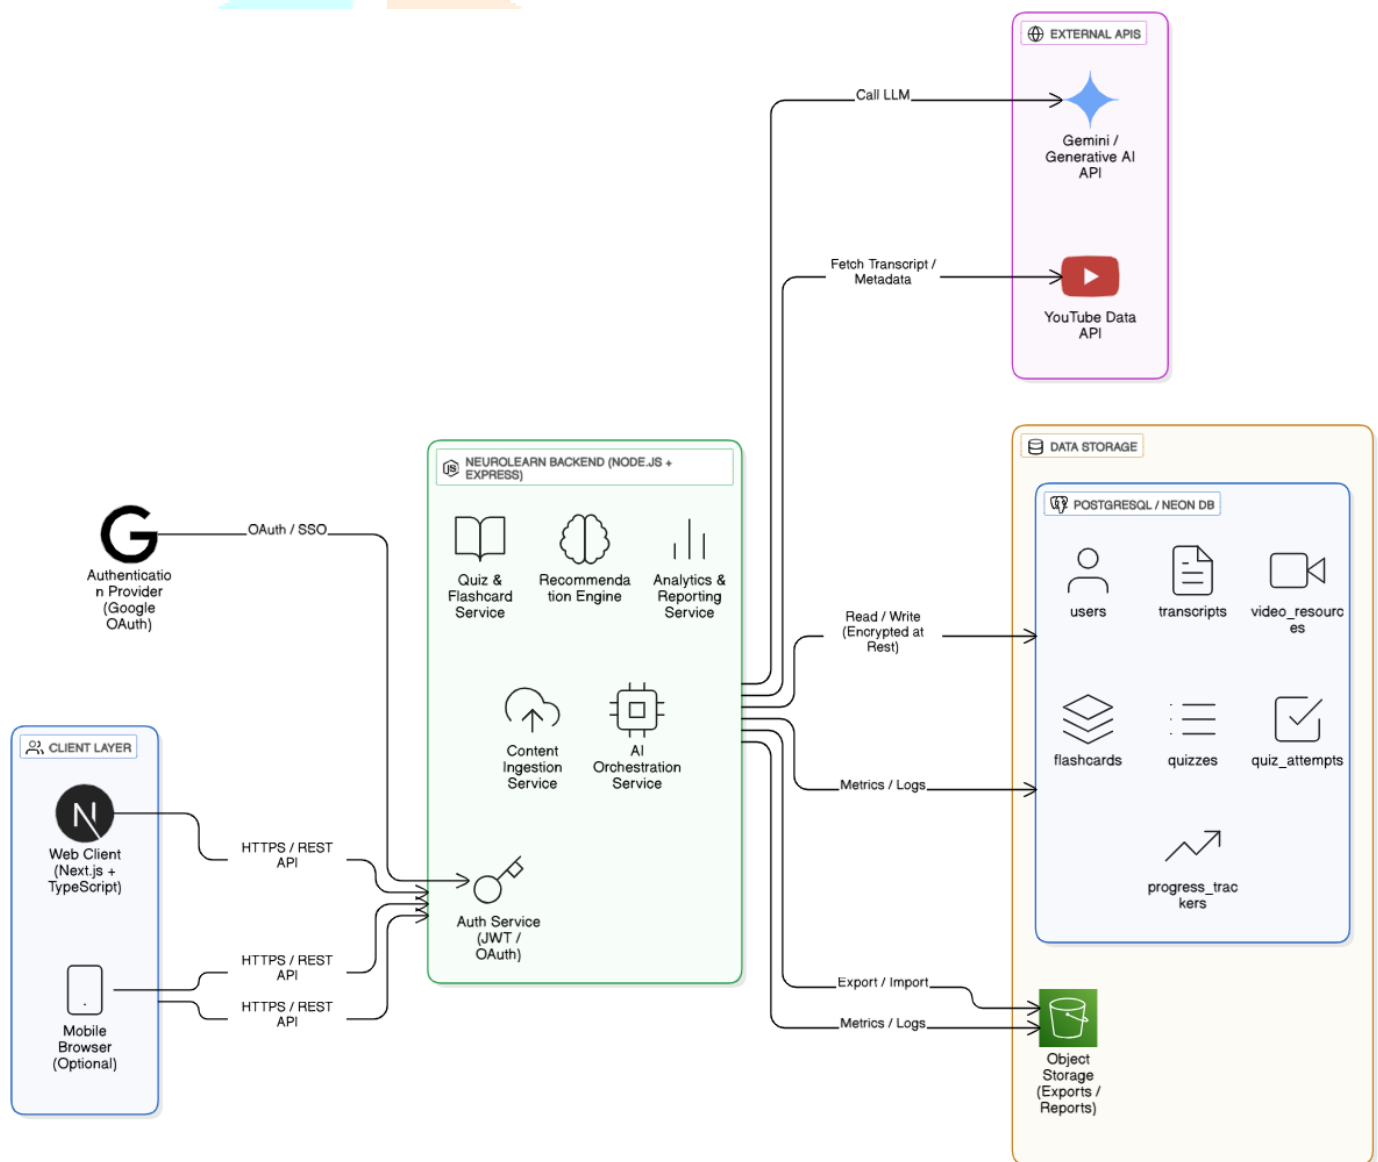 EXTERNAL APIS
Call LLM
Gemini /
Generative AI
API
Fetch Transcript /
Metadata
YouTube Data
API
DATA STORAGE
NEUROLEARN BACKEND (NODE.JS +
EXPRESS)
JS
POSTGRESQL / NEON DB
OAuth / SSO
Authenticatio
n Provider
(Google
OAuth)
Quiz &
Flashcard
Service
Recommenda
tion Engine
Analytics &
Reporting
Service
users
transcripts
video_resourc
es
Read / Write
(Encrypted at
Rest)
Content
Ingestion
Service
AI
Orchestration
Service
flashcards
quizzes
quiz_attempts
Metrics / Logs
CLIENT LAYER
N
Web Client
(Next.js +
TypeScript)
HTTPS / REST
API
progress_trac
kers
Auth Service
(JWT /
OAuth)
HTTPS / REST
API
HTTPS / REST
API
Mobile
Browser
(Optional)
Export / Import
Metrics / Logs
Object
Storage
(Exports /
Reports)